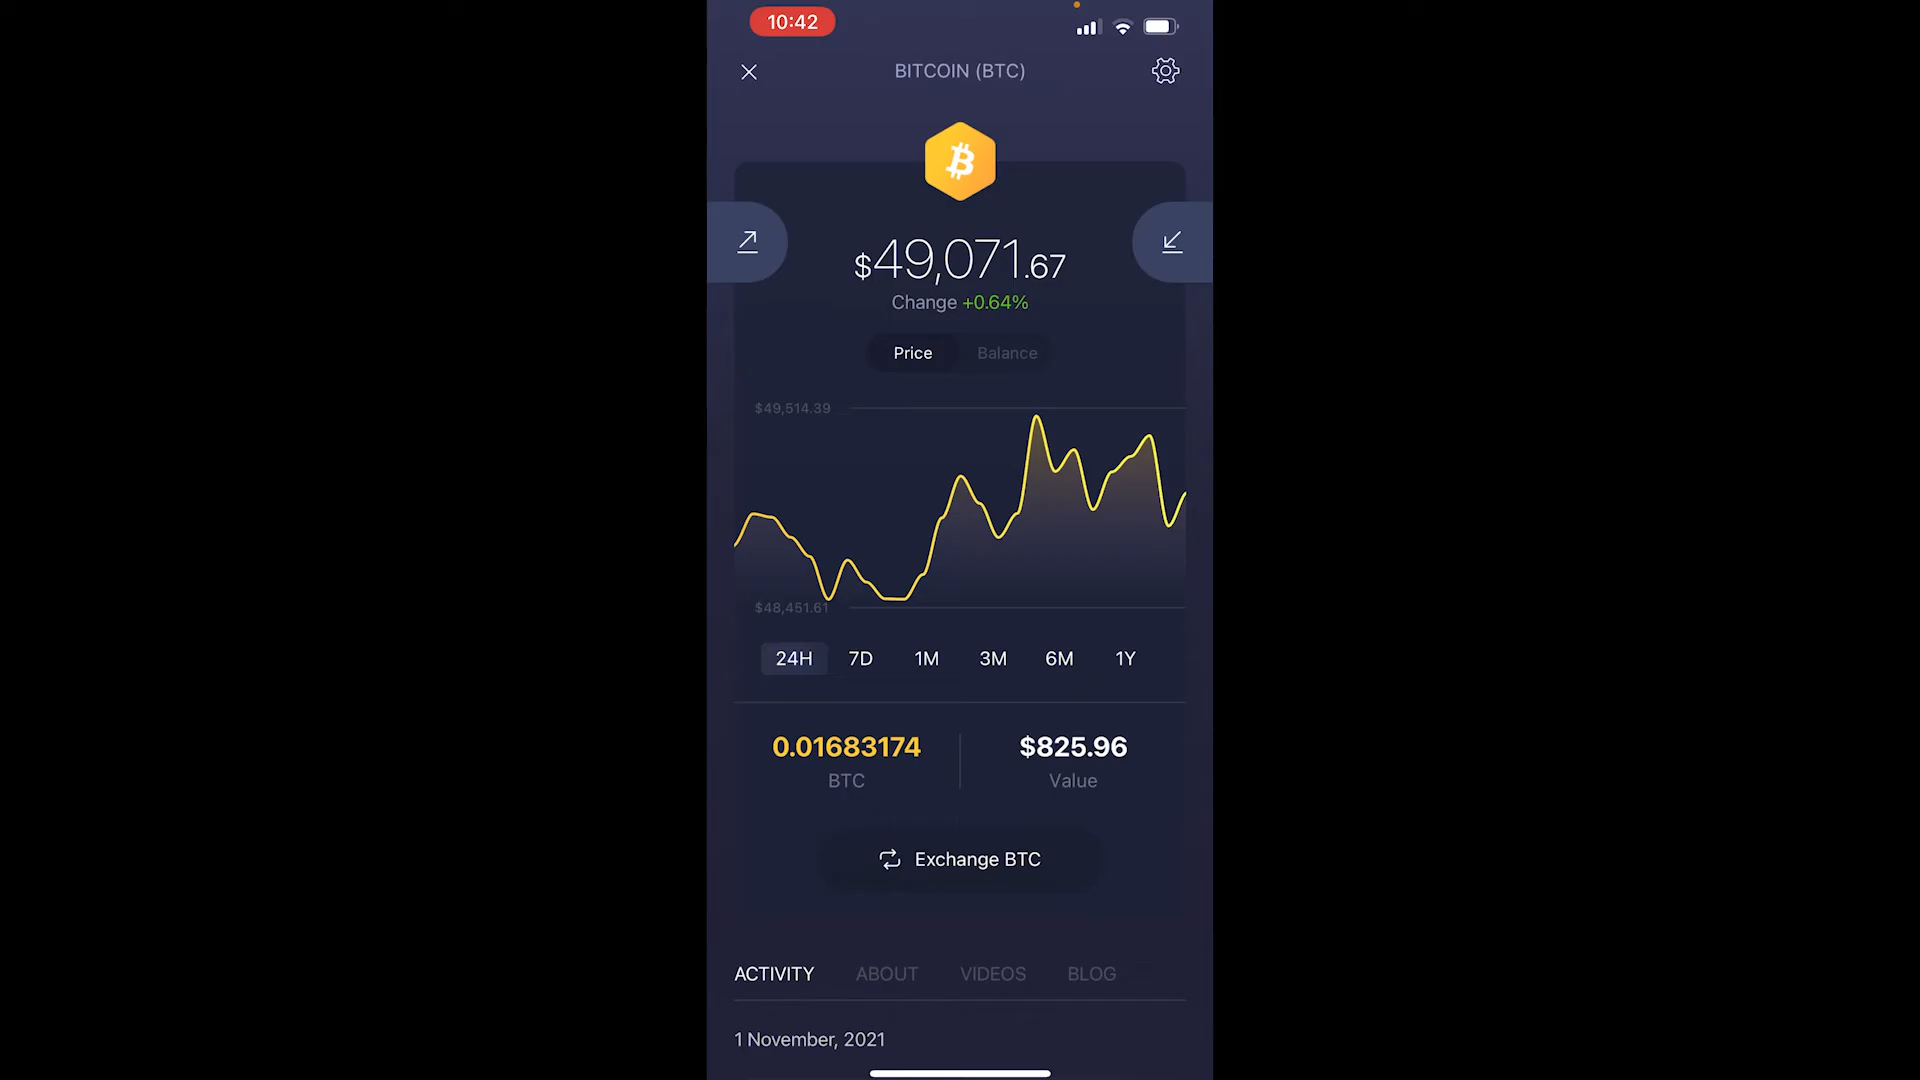 10:42
BITCOIN (BTC)
$49,071.67
Change +0.64%
Price Balance
$49,514.39
$48,451.61
24H 7D 1M 3M 6M 1Y
0.01683174 $825.96
BTC Value
Exchange BTC
ACTIVITY ABOUT VIDEOS BLOG
1 November, 2021